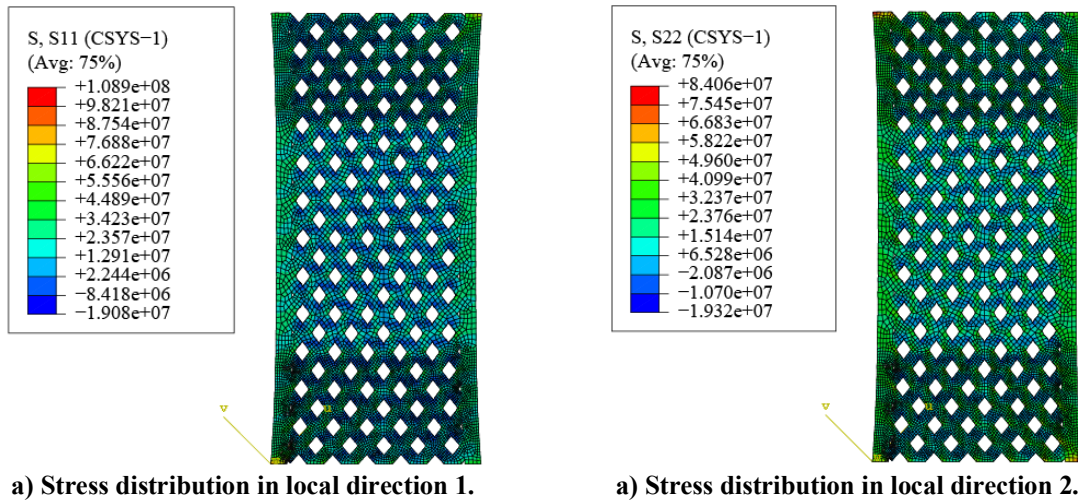 S, S11 (CSYS−1)
(Avg: 75%)
+1.089e+08
+9.821e+07
+8.754e+07
+7.688e+07
+6.622e+07
+5.556e+07
+4.489e+07
+3.423e+07
+2.357e+07
+1.291e+07
+2.244e+06
−8.418e+06
−1.908e+07
u
a) Stress distribution in local direction 1.
S, S22 (CSYS−1)
(Avg: 75%)
+8.406e+07
+7.545e+07
+6.683e+07
+5.822e+07
+4.960e+07
+4.099e+07
+3.237e+07
+2.376e+07
+1.514e+07
+6.528e+06
−2.087e+06
−1.070e+07
−1.932e+07
u
a) Stress distribution in local direction 2.